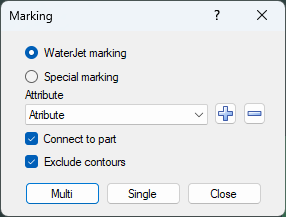 Marking
?
WaterJet marking
Special marking
Attribute
Atribute
Connect to part
Exclude contours
Multi
Single
Close